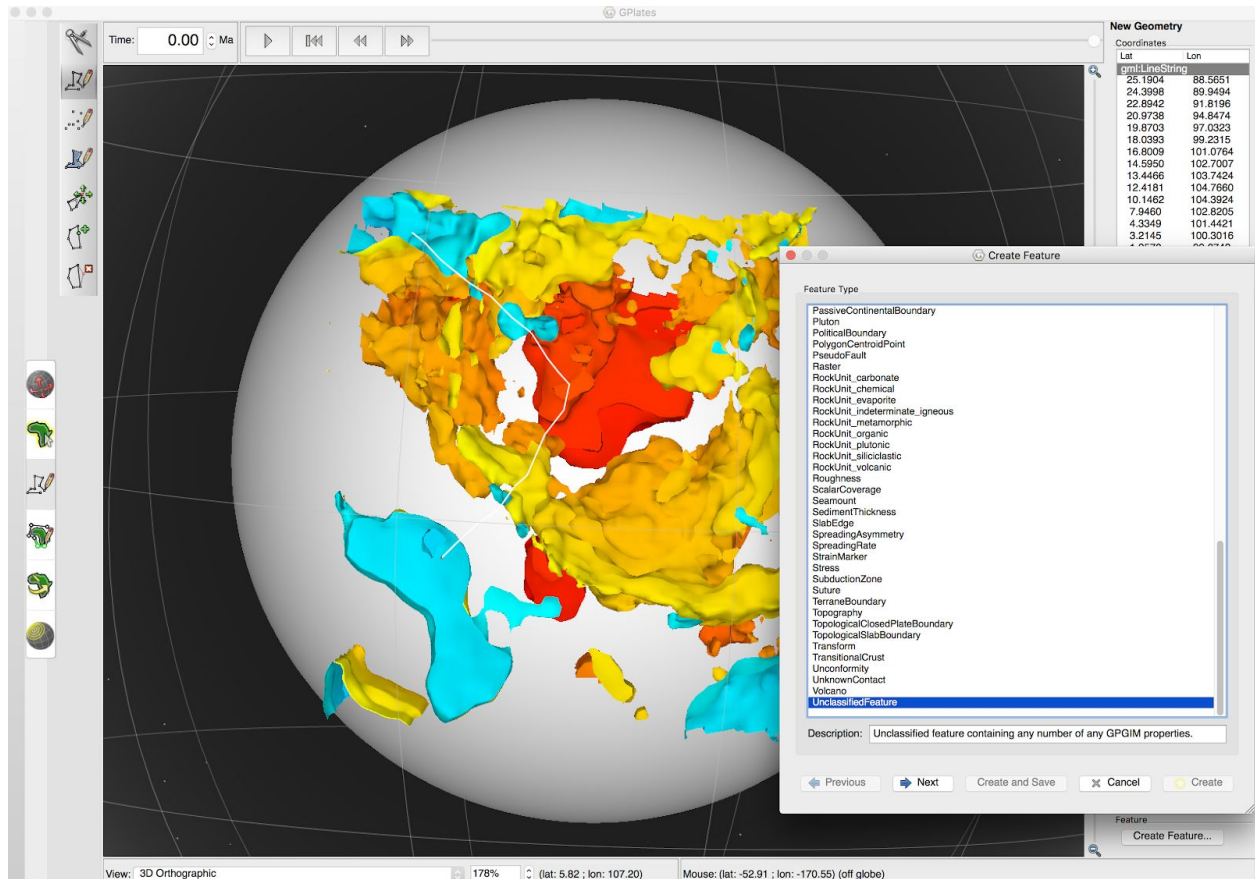 GPlates
Time: 0.00 Ma
New Geometry
Coordinates
Lat Lon
gml:LineString
25.1904 88.5651
24.3998 89.9494
22.8942 91.8196
20.9738 94.8474
19.8703 97.0323
18.0393 99.2315
16.8009 101.0764
14.5950 102.7007
13.4466 103.7424
12.4181 104.7660
10.1462 104.3924
7.9460 102.8205
4.3349 101.4421
3.2145 100.3016
Create Feature
Feature Type
PassiveContinentalBoundary
Pluton
PoliticalBoundary
PolygonCentroidPoint
PseudoFault
Raster
RockUnit_carbonate
RockUnit_chemical
RockUnit_evaporite
RockUnit_indeterminate_igneous
RockUnit_metamorphic
RockUnit_organic
RockUnit_plutonic
RockUnit_siliciclastic
RockUnit_volcanic
Roughness
ScalarCoverage
Seamount
SedimentThickness
SlabEdge
SpreadingAsymmetry
SpreadingRate
StrainMarker
Stress
SubductionZone
Suture
TerraneBoundary
Topography
TopologicalClosedPlateBoundary
TopologicalSlabBoundary
Transform
TransitionalCrust
Unconformity
UnknownContact
Volcano
UnclassifiedFeature
Description: Unclassified feature containing any number of any GPGIM properties.
Previous Next Create and Save Cancel Create
Feature
Create Feature...
View: 3D Orthographic 178% (lat: 5.82 ; lon: 107.20) Mouse: (lat: -52.91 ; lon: -170.55) (off globe)